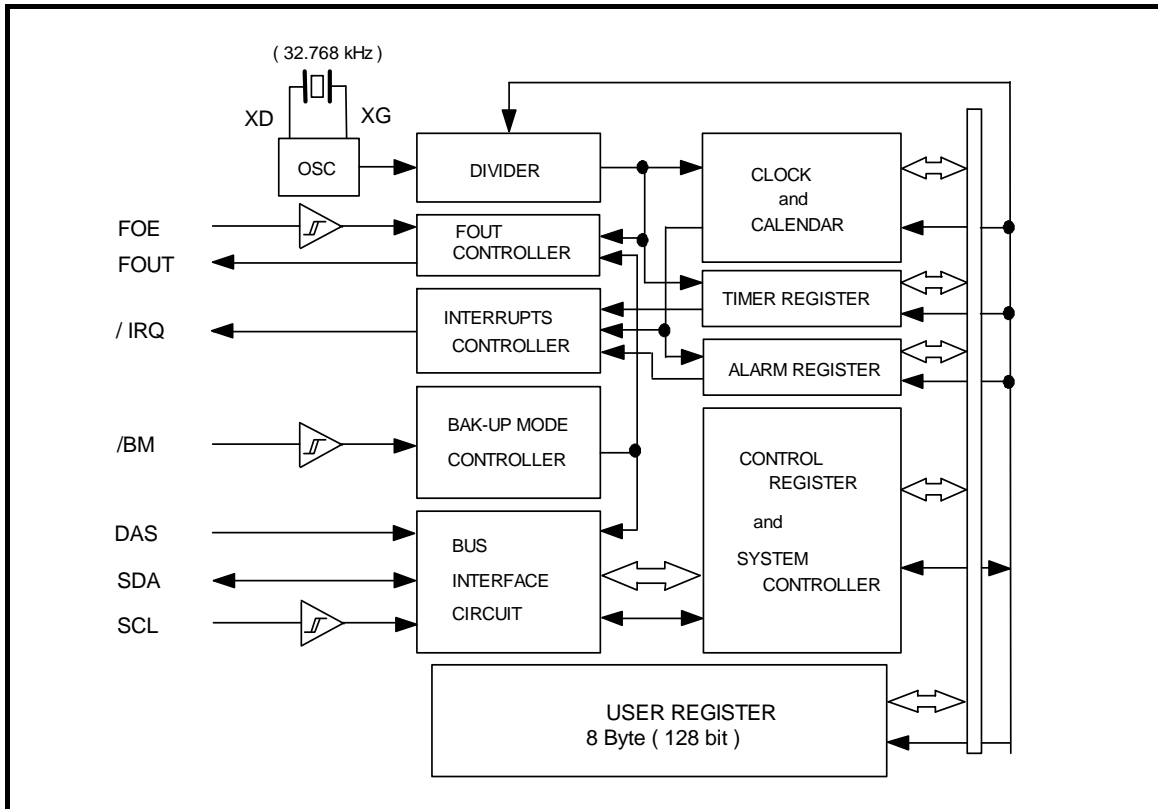 ( 32.768 kHz )
XD
XG
OSC
DIVIDER
CLOCK
and
CALENDAR
FOE
FOUT
FOUT
CONTROLLER
TIMER REGISTER
/ IRQ
INTERRUPTS
CONTROLLER
ALARM REGISTER
/BM
BAK-UP MODE
CONTROLLER
CONTROL
REGISTER
and
SYSTEM
CONTROLLER
DAS
SDA
SCL
BUS
INTERFACE
CIRCUIT
USER REGISTER
8 Byte ( 128 bit )